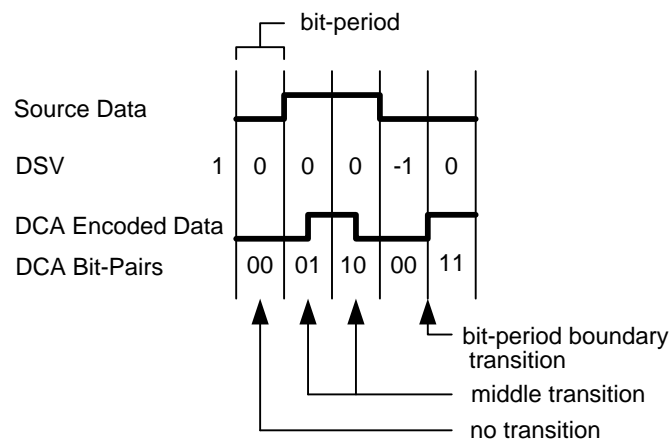 bit-period
Source Data
DSV 1 0 0 0 -1 0
DCA Encoded Data
DCA Bit-Pairs 00 01 10 00 11
bit-period boundary
transition
middle transition
no transition